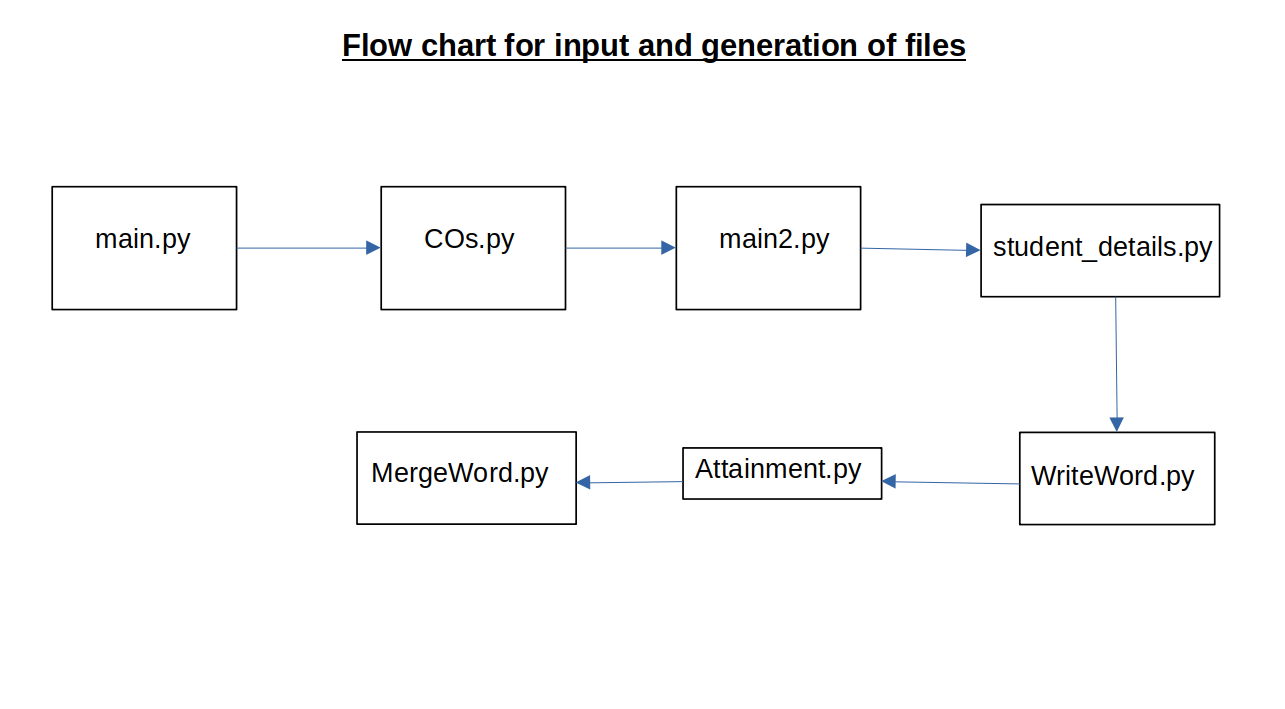 Flow chart for input and generation of files
main.py
COs.py
main2.py
student_details.py
MergeWord.py
Attainment.py
WriteWord.py